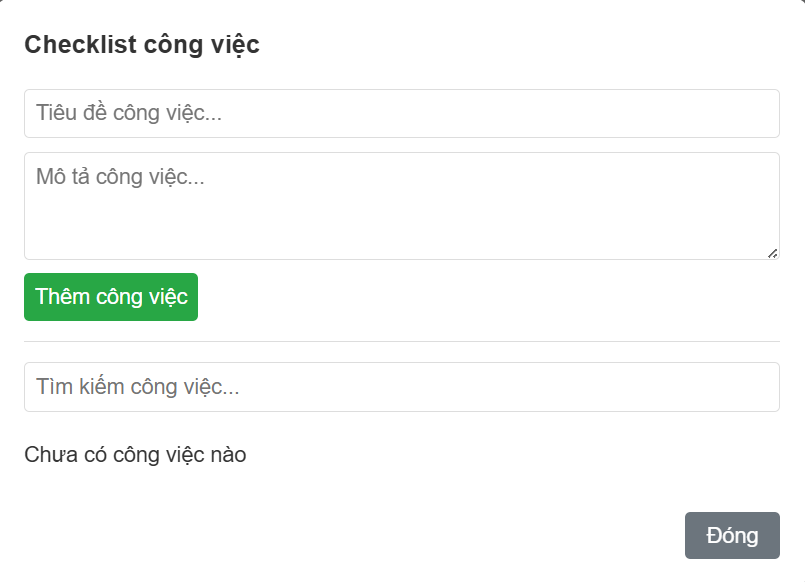 Checklist công việc
Tiêu đề công việc...
Mô tả công việc...
Thêm công việc
Tìm kiếm công việc...
Chưa có công việc nào
Đóng